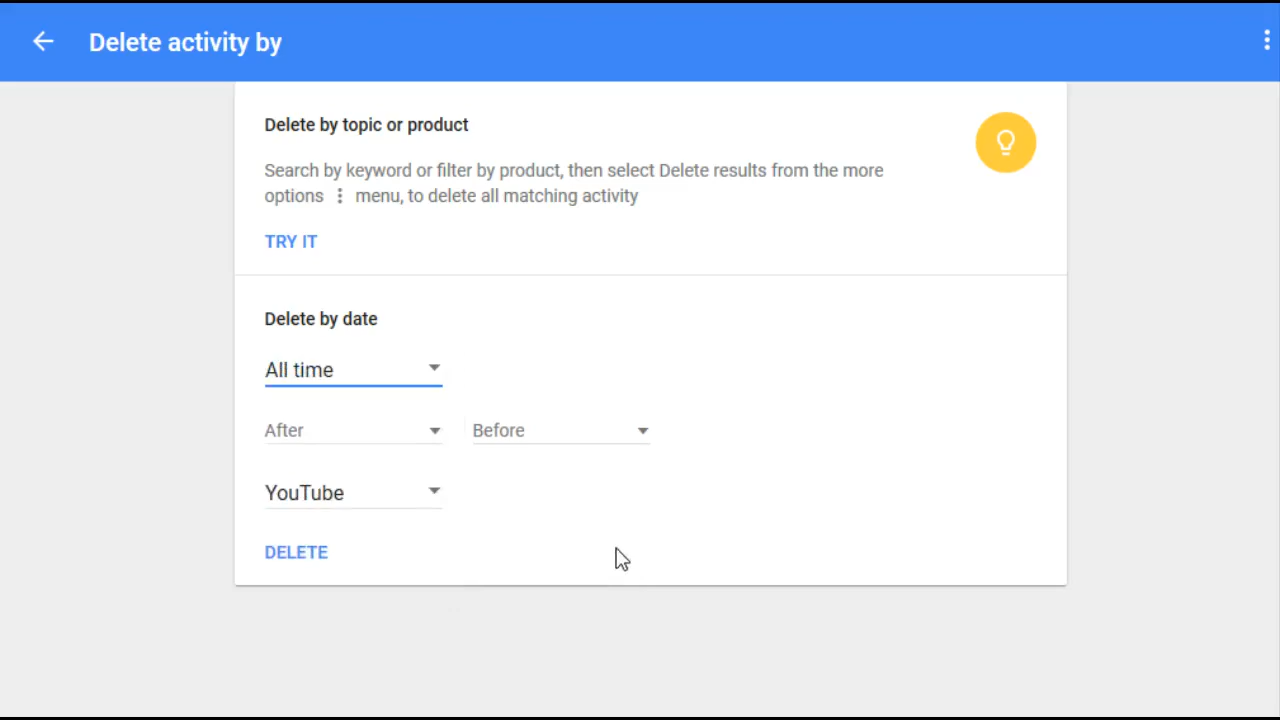 Delete activity by
Delete by topic or product
Search by keyword or filter by product, then select Delete results from the more
options menu, to delete all matching activity
TRY IT
Delete by date
All time
After Before
YouTube
DELETE